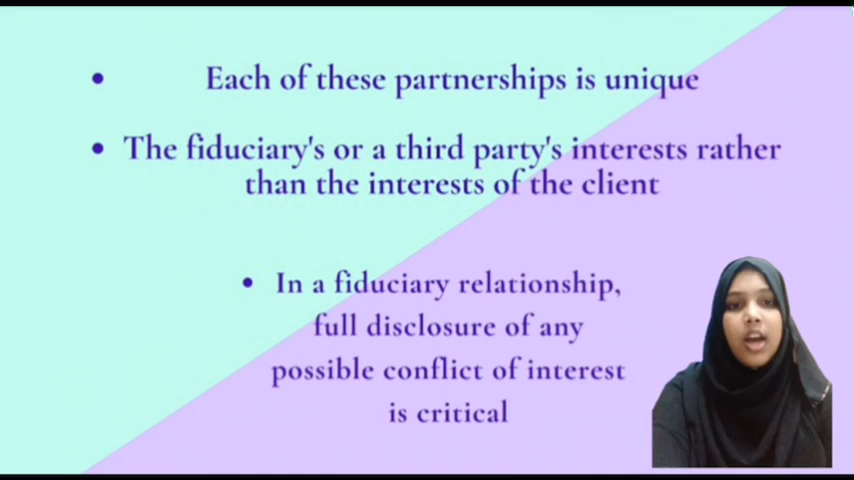 • Each of these partnerships is unique
• The fiduciary's or a third party's interests rather
than the interests of the client
• In a fiduciary relationship,
full disclosure of any
possible conflict of interest
is critical